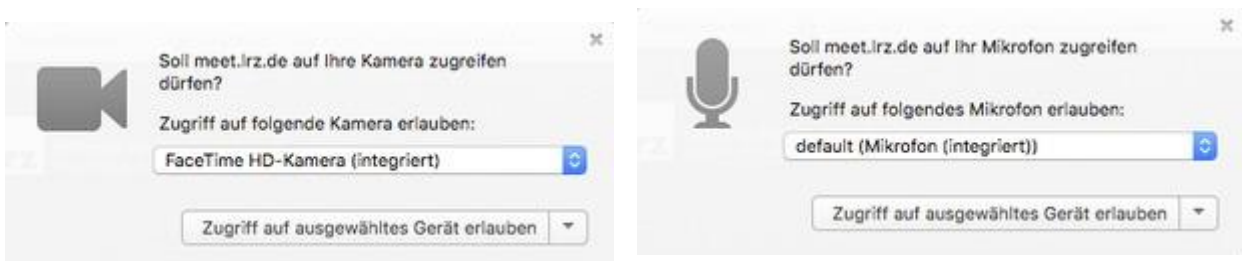 Soll meet.lrz.de auf Ihre Kamera zugreifen
dürfen?
Zugriff auf folgende Kamera erlauben:
FaceTime HD-Kamera (integriert)
Zugriff auf ausgewähltes Gerät erlauben
Soll meet.lrz.de auf Ihr Mikrofon zugreifen
dürfen?
Zugriff auf folgendes Mikrofon erlauben:
default (Mikrofon (integriert))
Zugriff auf ausgewähltes Gerät erlauben